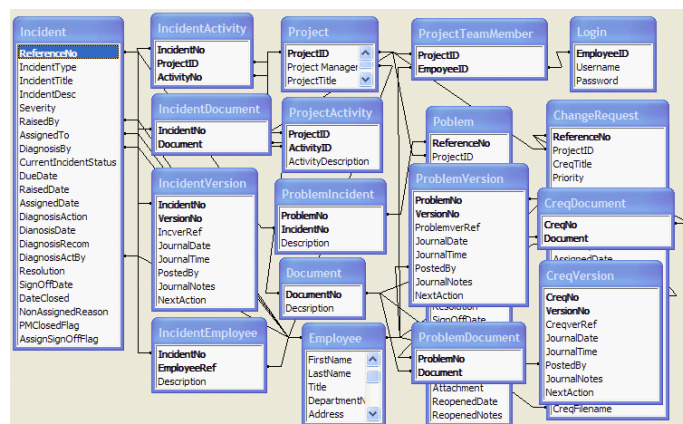 Incident
ReferenceNo
IncidentType
IncidentTitle
IncidentDesc
Severity
RaisedBy
AssignedTo
DiagnosisBy
CurrentIncidentStatus
DueDate
RaisedDate
AssignedDate
DiagnosisAction
DianosisDate
DiagnosisRecom
DiagnosisActBy
Resolution
SignOffDate
DateClosed
NonAssignedReason
PMClosedFlag
AssignSignOffFlag
IncidentActivity
IncidentNo
ProjectID
ActivityNo
IncidentDocument
IncidentNo
Document
IncidentVersion
IncidentNo
VersionNo
IncverRef
JournalDate
JournalTime
PostedBy
JournalNotes
NextAction
IncidentEmployee
IncidentNo
EmployeeRef
Description
Project
ProjectID
Project Manager
ProjectTitle
ProjectActivity
ProjectID
ActivityID
ActivityDescription
ProblemIncident
ProblemNo
IncidentNo
Description
Document
DocumentNo
Decsription
Employee
FirstName
LastName
Title
DepartmentN
Address
ProjectTeamMember
ProjectID
EmpoyeeID
Poblem
ReferenceNo
ProjectID
ProblemVersion
ProblemNo
VersionNo
ProblemverRef
JournalDate
JournalTime
PostedBy
JournalNotes
NextAction
SignOffDate
ProblemDocument
ProblemNo
Document
Attachment
ReopenedDate
ReopenedNotes
Login
EmployeeID
Username
Password
ChangeRequest
ReferenceNo
ProjectID
CreqTitle
Priority
CreqDocument
CreqNo
Document
AssignedDate
CreqVersion
CreqNo
VersionNo
CreqverRef
JournalDate
JournalTime
PostedBy
JournalNotes
NextAction
CreqFilename